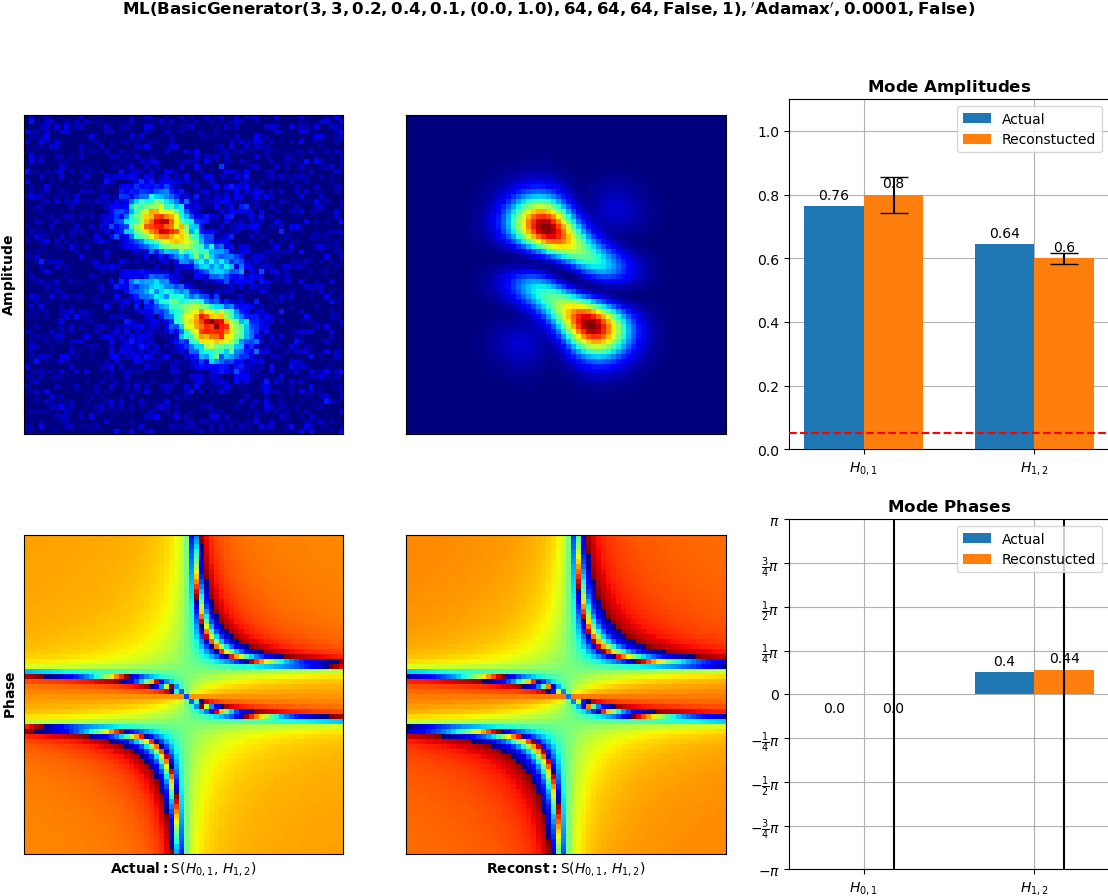 ML(BasicGenerator(3, 3, 0.2, 0.4, 0.1, (0.0, 1.0), 64, 64, 64, False, 1), 'Adamax', 0.0001, False)
Amplitude
Mode Amplitudes
Actual
Reconstucted
1.0
0.8
0.6
0.4
0.2
0.0
0.76
0.8
0.64
0.6
H0,1
H1,2
Phase
Actual: S(H0,1, H1,2)
Reconst: S(H0,1, H1,2)
Mode Phases
Actual
Reconstucted
π
3/4π
1/2π
1/4π
0
−1/4π
−1/2π
−3/4π
−π
0.0
0.0
0.4
0.44
H0,1
H1,2